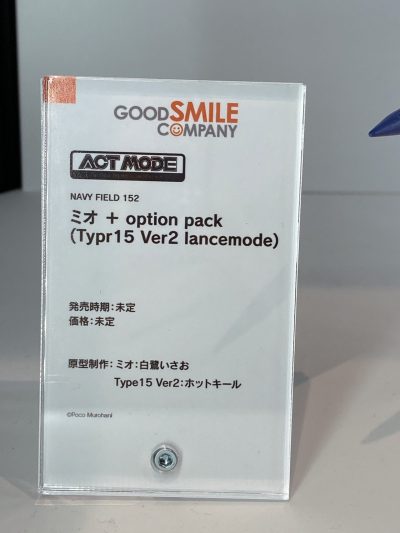 GOOD SMILE
COMPANY
ACT MODE
NAVY FIELD 152
ミオ + option pack
(Typr15 Ver2 lancemode)
発売時期:未定
価格:未定
原型制作:ミオ:白鷺いさお
Type15 Ver2:ホットキール
©Poco Murohani